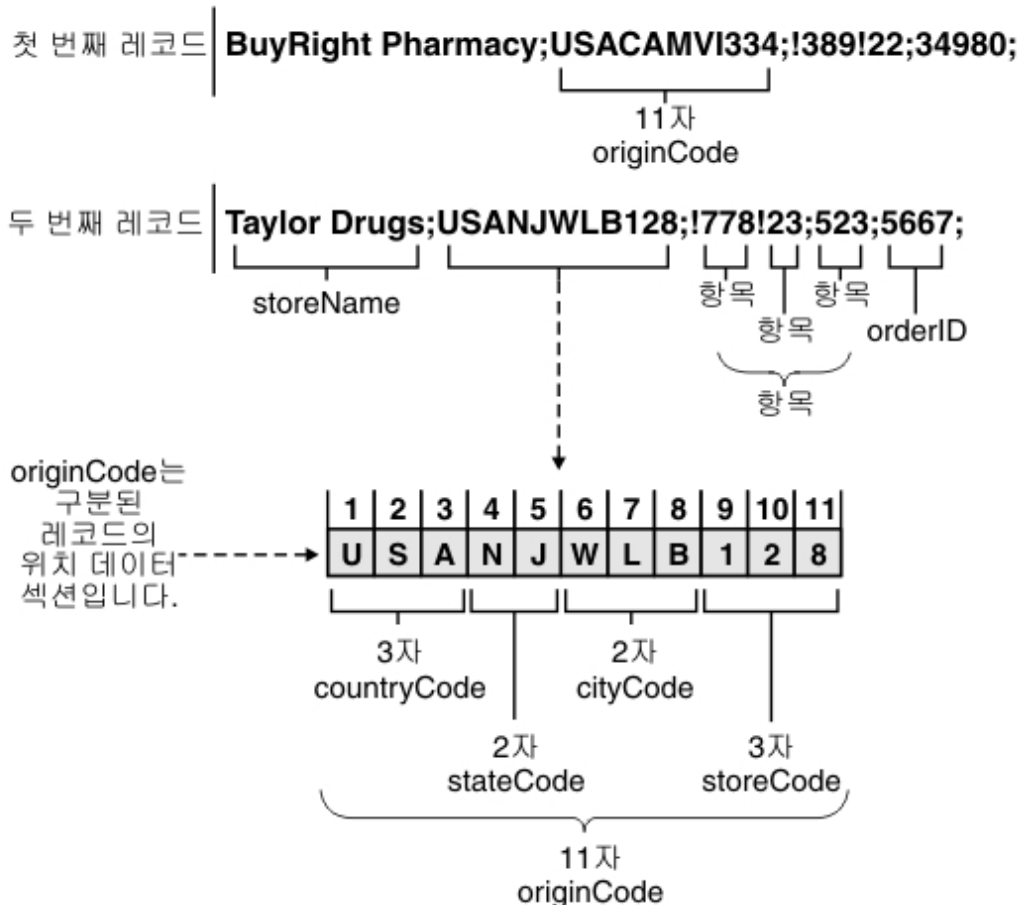 첫 번째 레코드 BuyRight Pharmacy;USACAMVI334;!389!22;34980;
11자
originCode
두 번째 레코드 Taylor Drugs;USANJWLB128;!778!23;523;5667;
storeName
항목 항목
항목 orderID
항목
originCode는
구분된
레코드의
위치 데이터
섹션입니다.
1 2 3 4 5 6 7 8 9 10 11
U S A N J W L B 1 2 8
3자 2자
countryCode cityCode
2자 3자
stateCode storeCode
11자
originCode